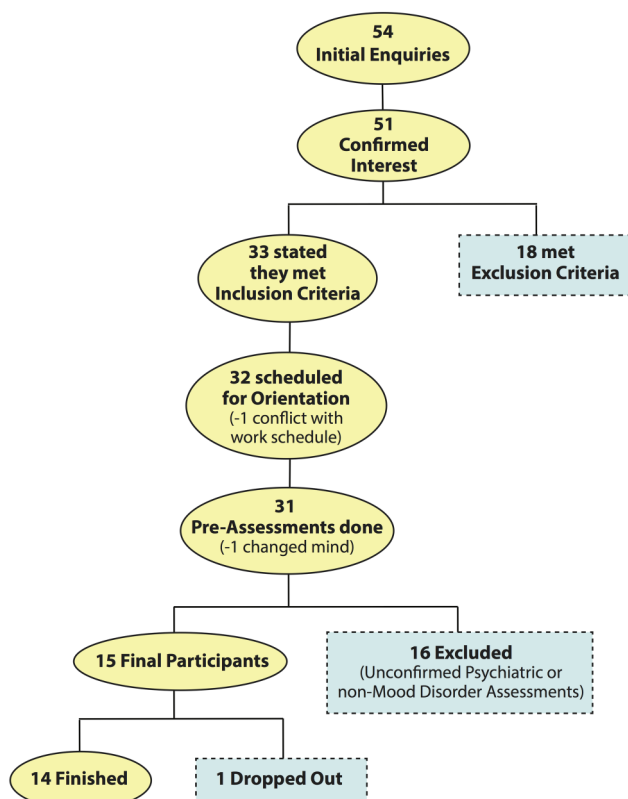 54
Initial Enquiries
51
Confirmed
Interest
33 stated
they met
Inclusion Criteria
18 met
Exclusion Criteria
32 scheduled
for Orientation
(-1 conflict with
work schedule)
31
Pre-Assessments done
(-1 changed mind)
15 Final Participants
16 Excluded
(Unconfirmed Psychiatric or
non-Mood Disorder Assessments)
14 Finished
1 Dropped Out